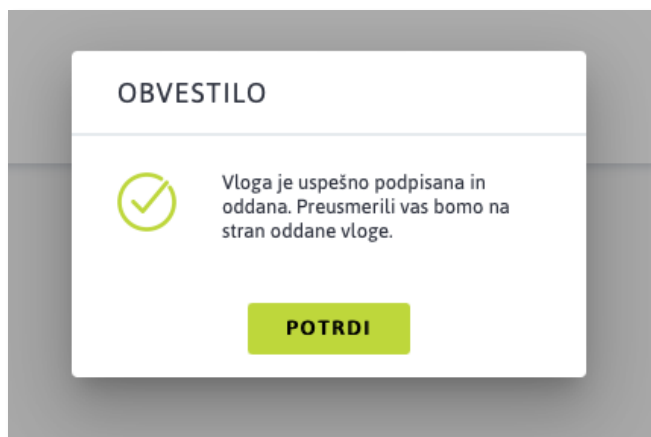 OBVESTILO
Vloga je uspešno podpisana in
oddana. Preusmerili vas bomo na
stran oddane vloge.
POTRDI